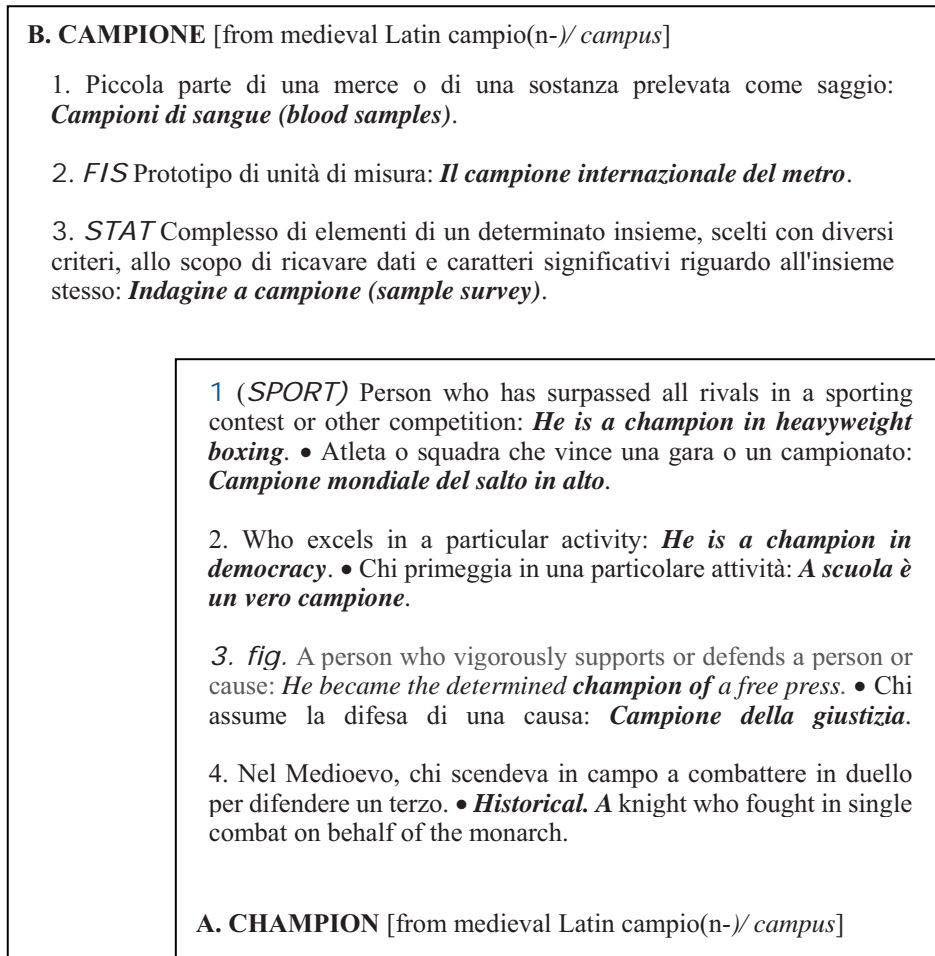 B. CAMPIONE [from medieval Latin campio(n-)/ campus]
1. Piccola parte di una merce o di una sostanza prelevata come saggio:
Campioni di sangue (blood samples).
2. FIS Prototipo di unità di misura: Il campione internazionale del metro.
3. STAT Complesso di elementi di un determinato insieme, scelti con diversi
criteri, allo scopo di ricavare dati e caratteri significativi riguardo all'insieme
stesso: Indagine a campione (sample survey).
1 (SPORT) Person who has surpassed all rivals in a sporting
contest or other competition: He is a champion in heavyweight
boxing. • Atleta o squadra che vince una gara o un campionato:
Campione mondiale del salto in alto.
2. Who excels in a particular activity: He is a champion in
democracy. • Chi primeggia in una particolare attività: A scuola è
un vero campione.
3. fig. A person who vigorously supports or defends a person or
cause: He became the determined champion of a free press. • Chi
assume la difesa di una causa: Campione della giustizia.
4. Nel Medioevo, chi scendeva in campo a combattere in duello
per difendere un terzo. • Historical. A knight who fought in single
combat on behalf of the monarch.
A. CHAMPION [from medieval Latin campio(n-)/ campus]